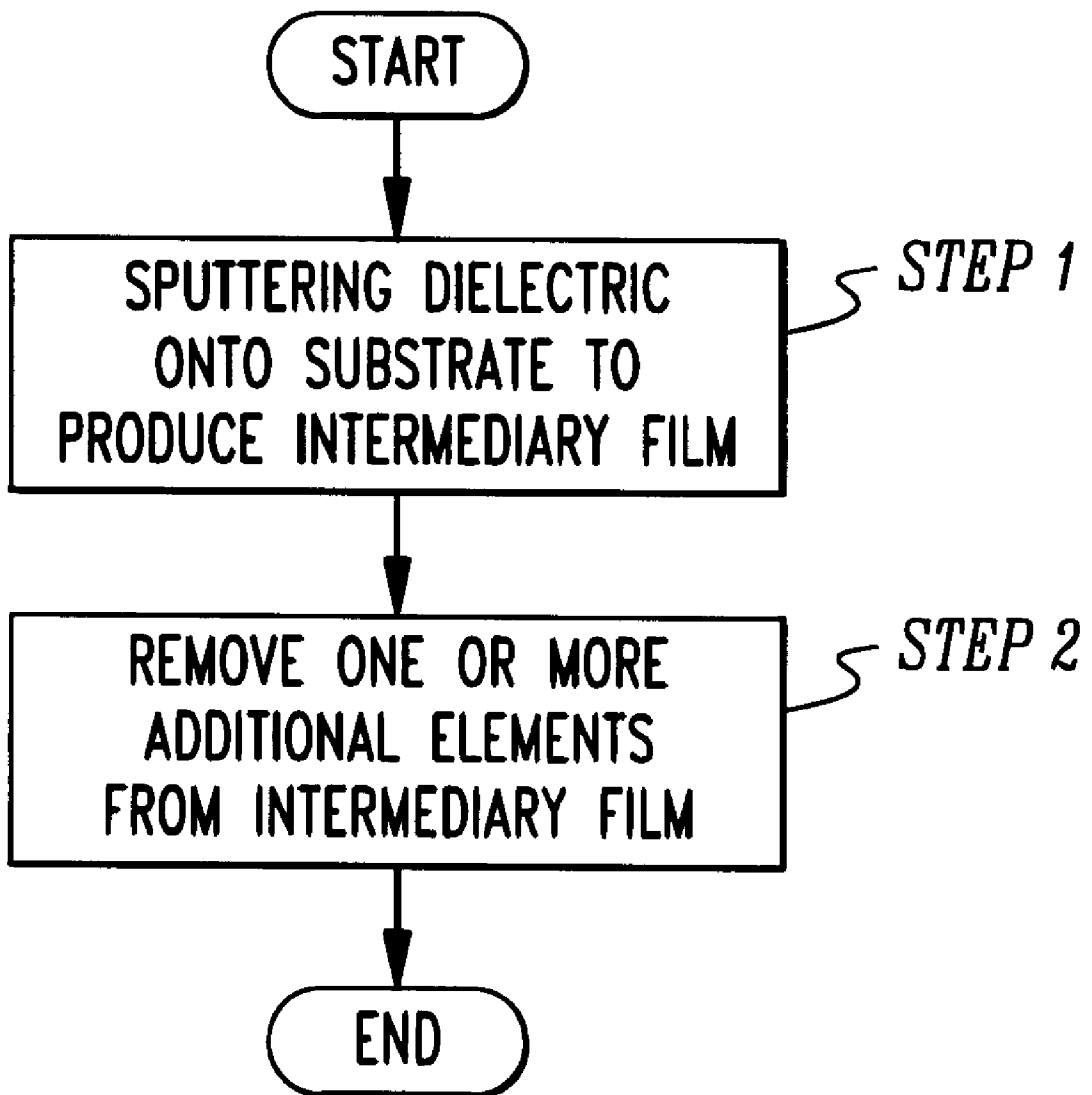 START
SPUTTERING DIELECTRIC
ONTO SUBSTRATE TO
PRODUCE INTERMEDIARY FILM
STEP 1
REMOVE ONE OR MORE
ADDITIONAL ELEMENTS
FROM INTERMEDIARY FILM
STEP 2
END